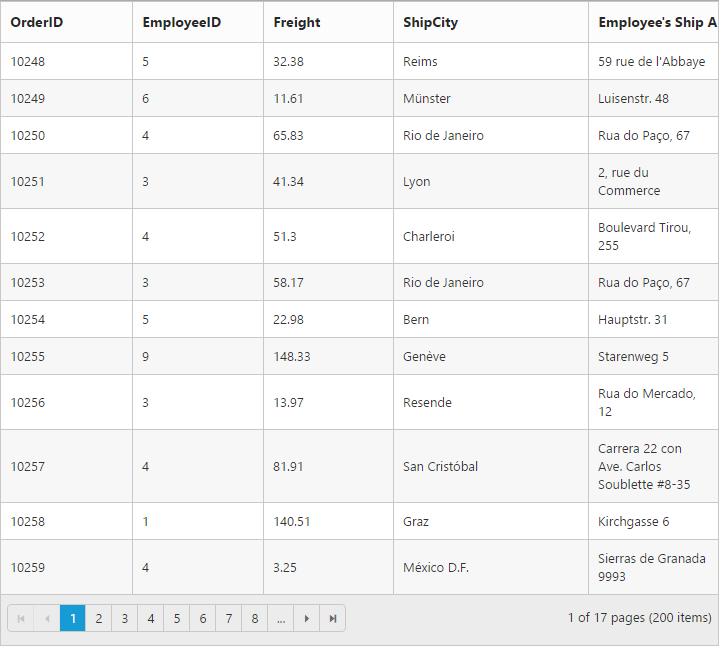 OrderID EmployeeID Freight ShipCity Employee's Ship A
10248 5 32.38 Reims 59 rue de l'Abbaye
10249 6 11.61 Münster Luisenstr. 48
10250 4 65.83 Rio de Janeiro Rua do Paço, 67
10251 3 41.34 Lyon 2, rue du
Commerce
10252 4 51.3 Charleroi Boulevard Tirou,
255
10253 3 58.17 Rio de Janeiro Rua do Paço, 67
10254 5 22.98 Bern Hauptstr. 31
10255 9 148.33 Genève Starenweg 5
10256 3 13.97 Resende Rua do Mercado,
12
10257 4 81.91 San Cristóbal Carrera 22 con
Ave. Carlos
Soublette #8-35
10258 1 140.51 Graz Kirchgasse 6
10259 4 3.25 México D.F. Sierras de Granada
9993
1 2 3 4 5 6 7 8 ... 1 of 17 pages (200 items)